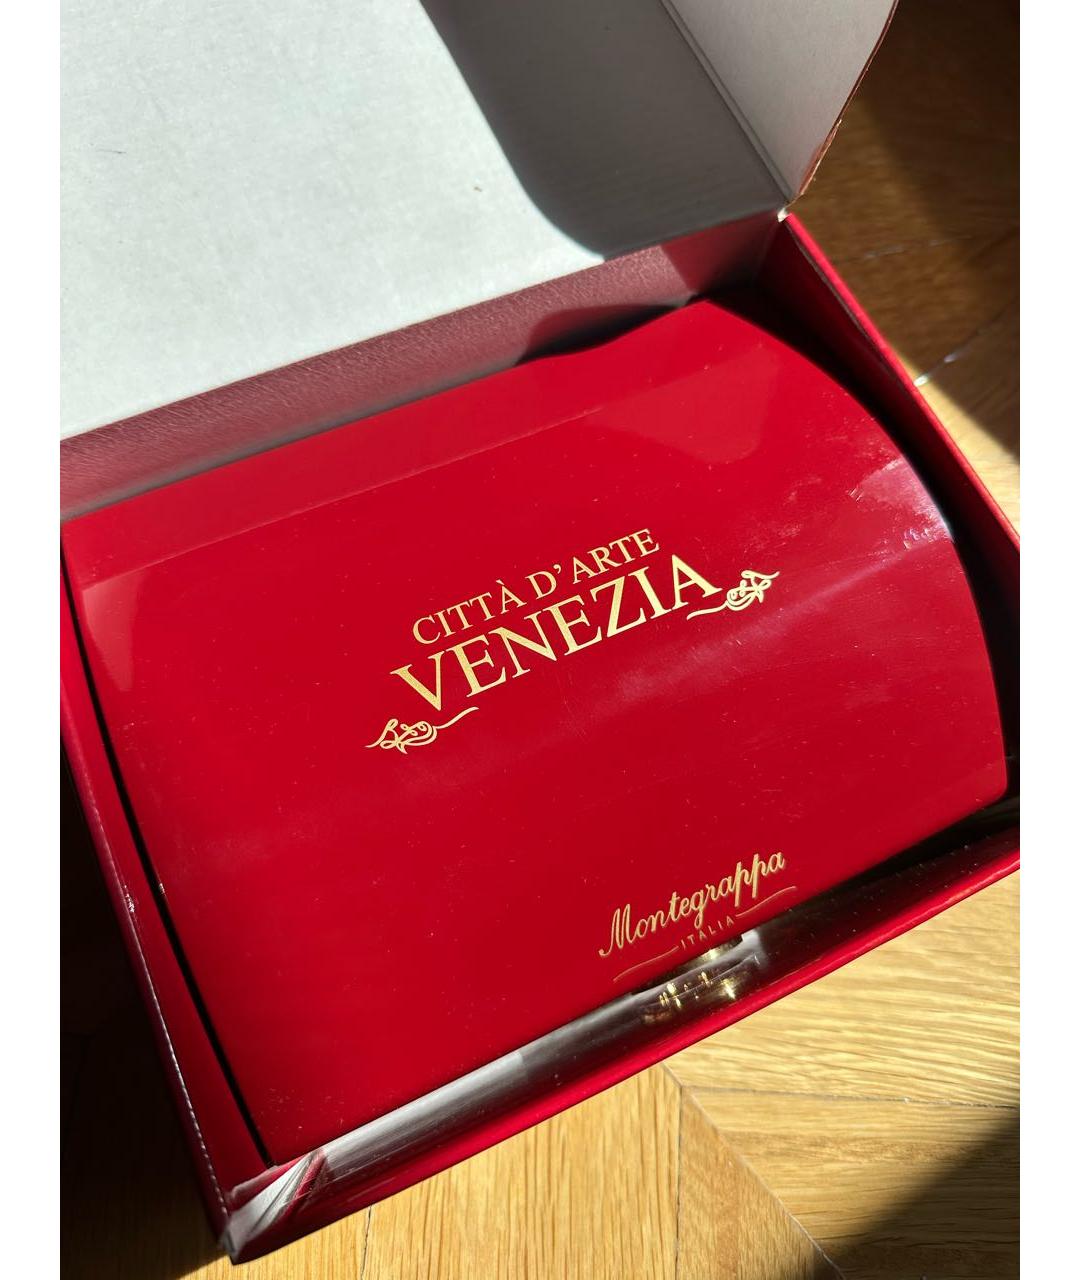 CITTÀ D'ARTE
VENEZIA
Montegrappa
ITALIA